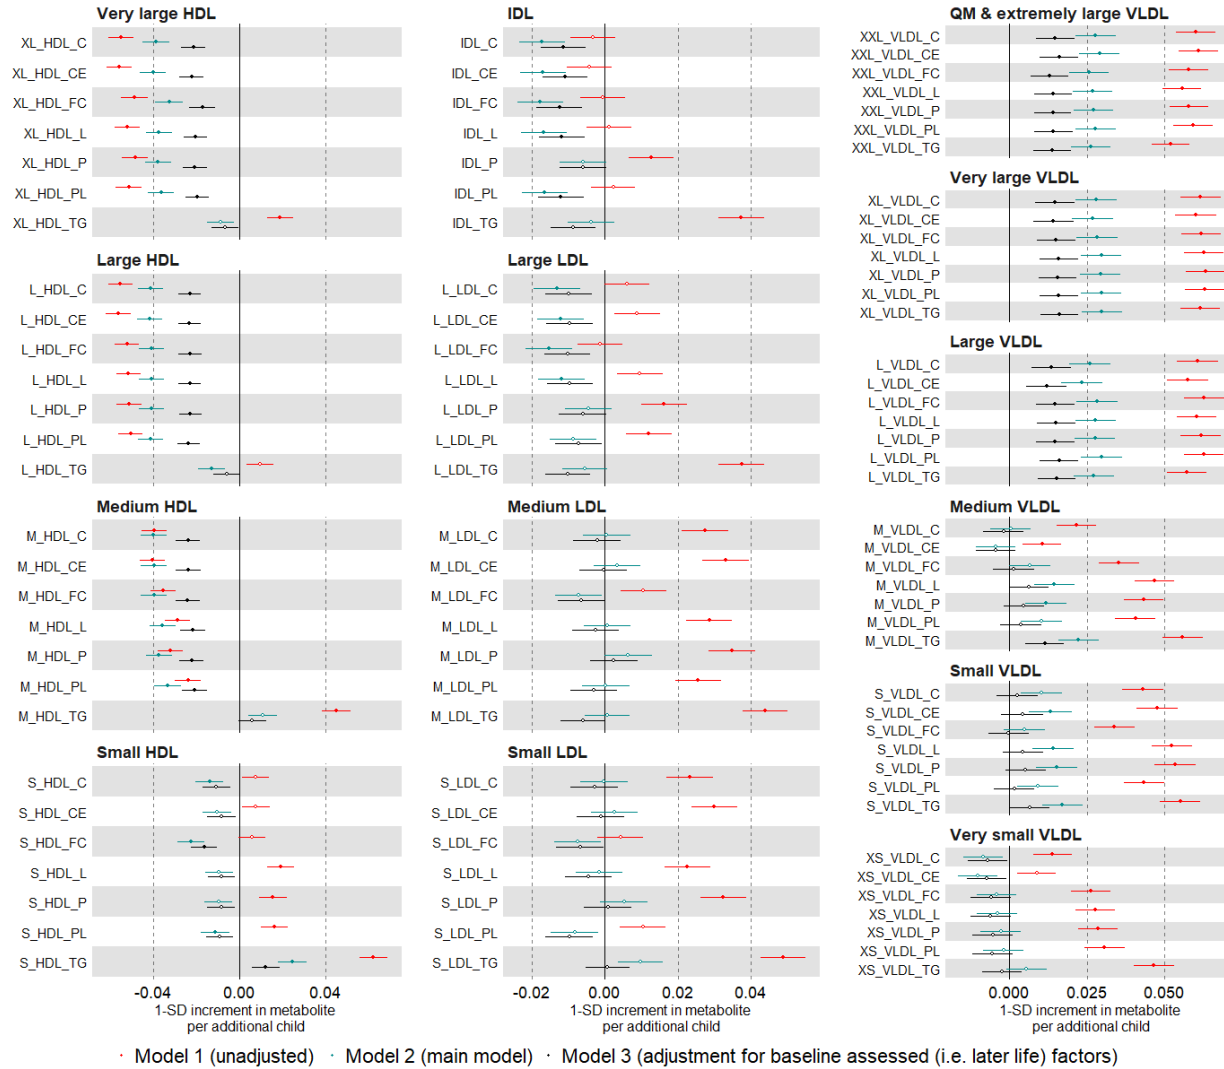 Very large HDL
XL_HDL_C
XL_HDL_CE
XL_HDL_FC
XL_HDL_L
XL_HDL_P
XL_HDL_PL
XL_HDL_TG
Large HDL
L_HDL_C
L_HDL_CE
L_HDL_FC
L_HDL_L
L_HDL_P
L_HDL_PL
L_HDL_TG
Medium HDL
M_HDL_C
M_HDL_CE
M_HDL_FC
M_HDL_L
M_HDL_P
M_HDL_PL
M_HDL_TG
Small HDL
S_HDL_C
S_HDL_CE
S_HDL_FC
S_HDL_L
S_HDL_P
S_HDL_PL
S_HDL_TG
-0.04 0.00 0.04
1-SD increment in metabolite
per additional child
IDL
IDL_C
IDL_CE
IDL_FC
IDL_L
IDL_P
IDL_PL
IDL_TG
Large LDL
L_LDL_C
L_LDL_CE
L_LDL_FC
L_LDL_L
L_LDL_P
L_LDL_PL
L_LDL_TG
Medium LDL
M_LDL_C
M_LDL_CE
M_LDL_FC
M_LDL_L
M_LDL_P
M_LDL_PL
M_LDL_TG
Small LDL
S_LDL_C
S_LDL_CE
S_LDL_FC
S_LDL_L
S_LDL_P
S_LDL_PL
S_LDL_TG
-0.02 0.00 0.02 0.04
1-SD increment in metabolite
per additional child
QM & extremely large VLDL
XXL_VLDL_C
XXL_VLDL_CE
XXL_VLDL_FC
XXL_VLDL_L
XXL_VLDL_P
XXL_VLDL_PL
XXL_VLDL_TG
Very large VLDL
XL_VLDL_C
XL_VLDL_CE
XL_VLDL_FC
XL_VLDL_L
XL_VLDL_P
XL_VLDL_PL
XL_VLDL_TG
Large VLDL
L_VLDL_C
L_VLDL_CE
L_VLDL_FC
L_VLDL_L
L_VLDL_P
L_VLDL_PL
L_VLDL_TG
Medium VLDL
M_VLDL_C
M_VLDL_CE
M_VLDL_FC
M_VLDL_L
M_VLDL_P
M_VLDL_PL
M_VLDL_TG
Small VLDL
S_VLDL_C
S_VLDL_CE
S_VLDL_FC
S_VLDL_L
S_VLDL_P
S_VLDL_PL
S_VLDL_TG
Very small VLDL
XS_VLDL_C
XS_VLDL_CE
XS_VLDL_FC
XS_VLDL_L
XS_VLDL_P
XS_VLDL_PL
XS_VLDL_TG
0.000 0.025 0.050
1-SD increment in metabolite
per additional child
Model 1 (unadjusted) Model 2 (main model) Model 3 (adjustment for baseline assessed (i.e. later life) factors)